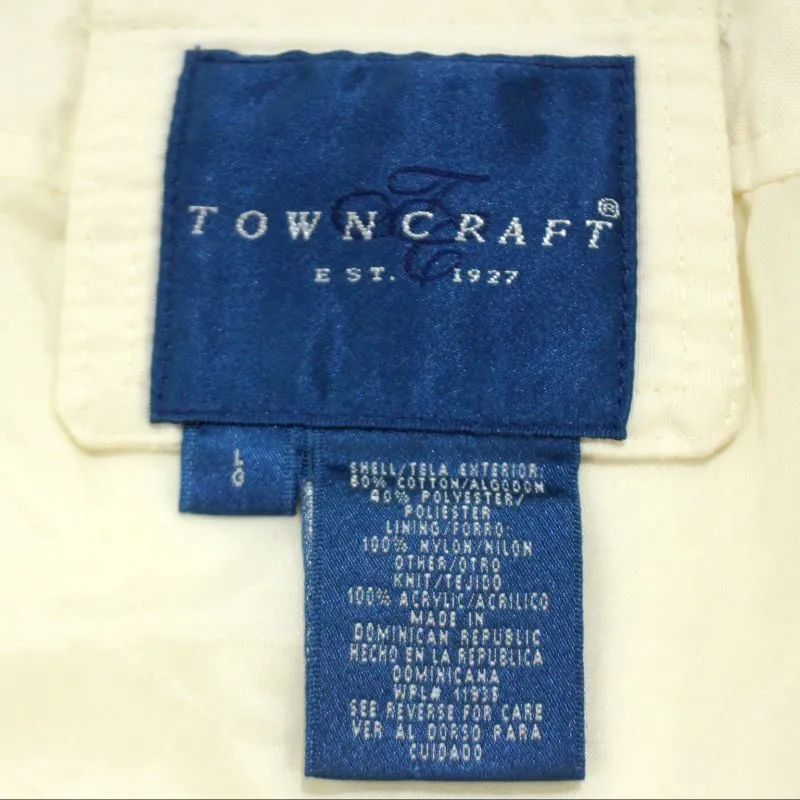 TOWNCRAFT®
EST. 1927
LG
SHELL/TELA EXTERIOR:
60% COTTON/ALGODON
40% POLYESTER/
POLIESTER
LINING/FORRO:
100% NYLON/NILON
OTHER/OTRO
KNIT/TEJIDO
100% ACRYLIC/ACRILICO
MADE IN
DOMINICAN REPUBLIC
HECHO EN LA REPUBLICA
DOMINICANA
WPL# 11935
SEE REVERSE FOR CARE
VER AL DORSO PARA
CUIDADO